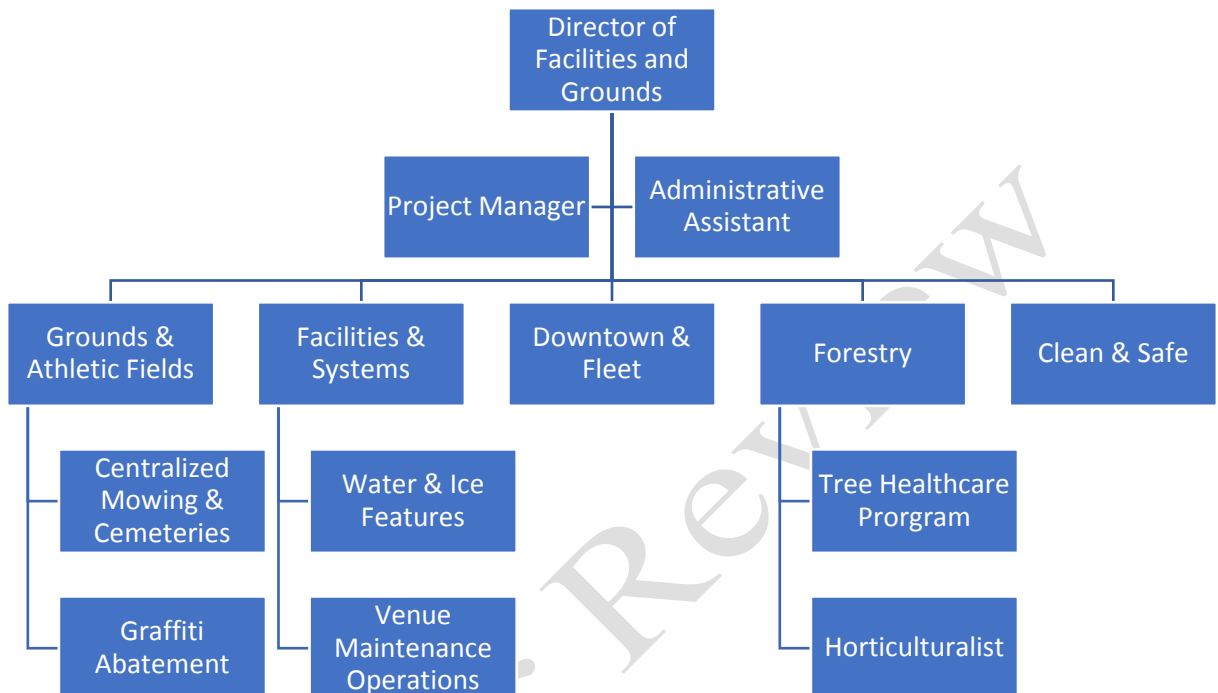 Director of
Facilities and
Grounds
Project Manager
Administrative
Assistant
Grounds &
Athletic Fields
Facilities &
Systems
Downtown &
Fleet
Forestry
Clean & Safe
Centralized
Mowing &
Cemeteries
Water & Ice
Features
Tree Healthcare
Prorgram
Graffiti
Abatement
Venue
Maintenance
Operations
Horticulturalist
Review